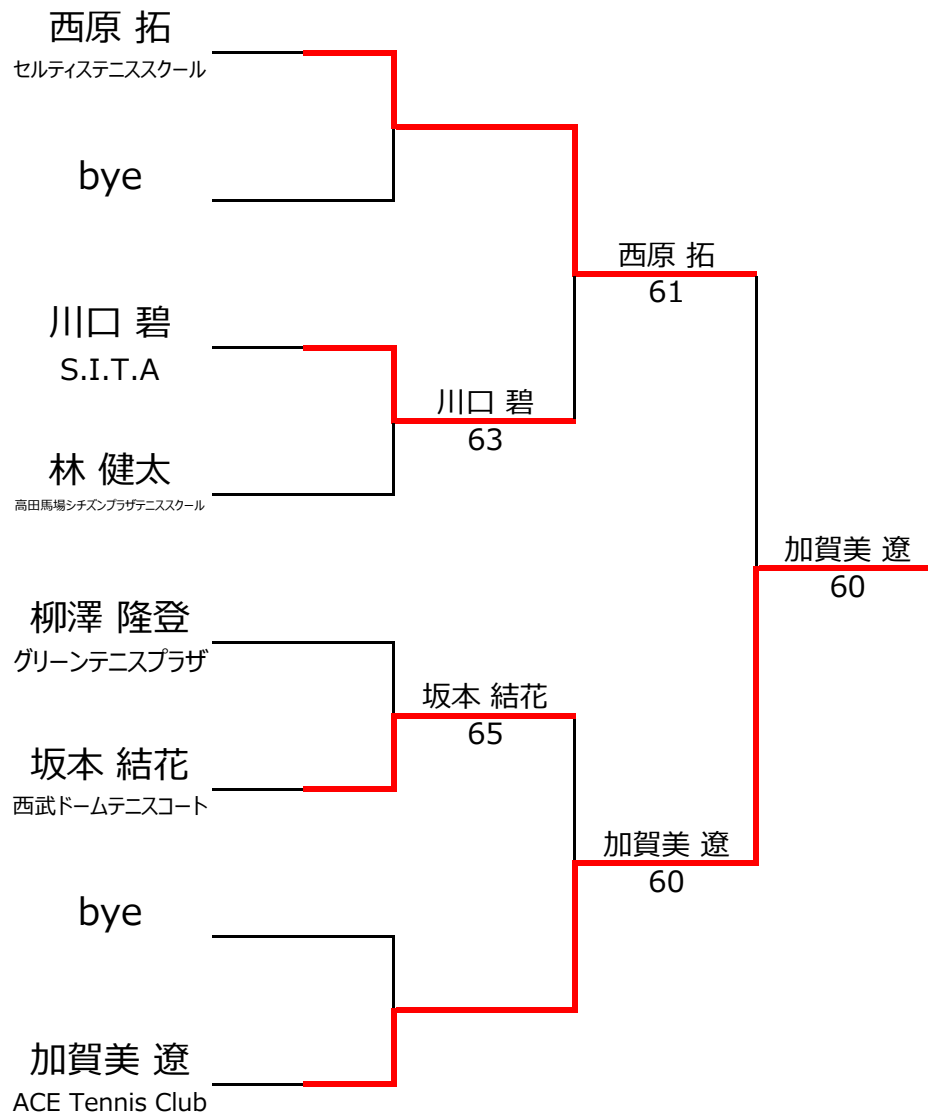 西原 拓
セルティステニススクール
bye
西原 拓
61
川口 碧
S.I.T.A
川口 碧
63
林 健太
高田馬場シチズンプラザテニススクール
加賀美 遼
60
柳澤 隆登
グリーンテニスプラザ
坂本 結花
65
坂本 結花
西武ドームテニスコート
加賀美 遼
60
bye
加賀美 遼
ACE Tennis Club